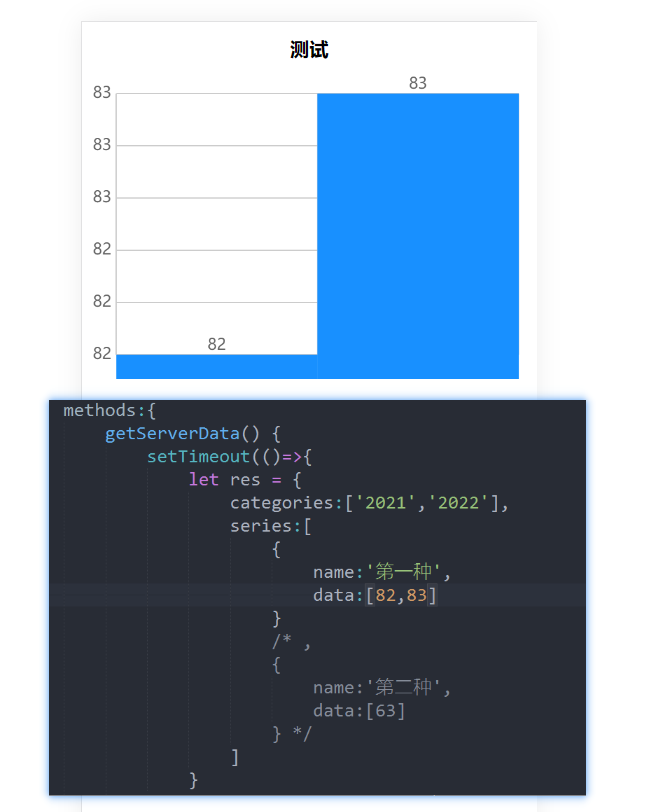 测试
83
83
83
83
82
82
82
82
methods:{
getServerData() {
setTimeout(()=>{
let res = {
categories:['2021','2022'],
series:[
{
name:'第一种',
data:[82,83]
}
/* ,
{
name:'第二种',
data:[63]
} */
]
}